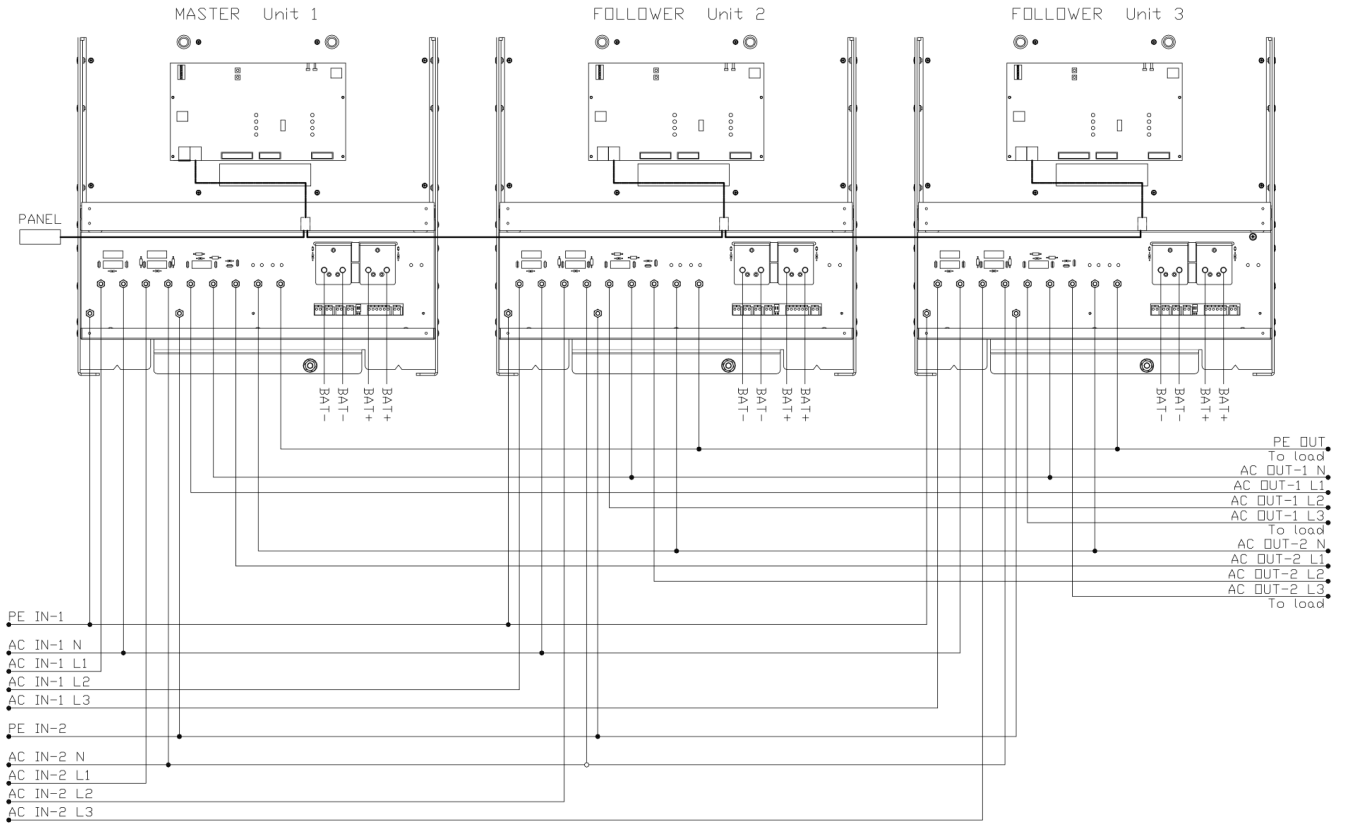 MASTER Unit 1
FOLLOWER Unit 2
FOLLOWER Unit 3
PANEL
BAT-
BAT-
BAT+
BAT+
BAT-
BAT-
BAT+
BAT+
BAT-
BAT-
BAT+
BAT+
PE OUT
To load
AC OUT-1 N
AC OUT-1 L1
AC OUT-1 L2
AC OUT-1 L3
To load
AC OUT-2 N
AC OUT-2 L1
AC OUT-2 L2
AC OUT-2 L3
To load
PE IN-1
AC IN-1 N
AC IN-1 L1
AC IN-1 L2
AC IN-1 L3
PE IN-2
AC IN-2 N
AC IN-2 L1
AC IN-2 L2
AC IN-2 L3